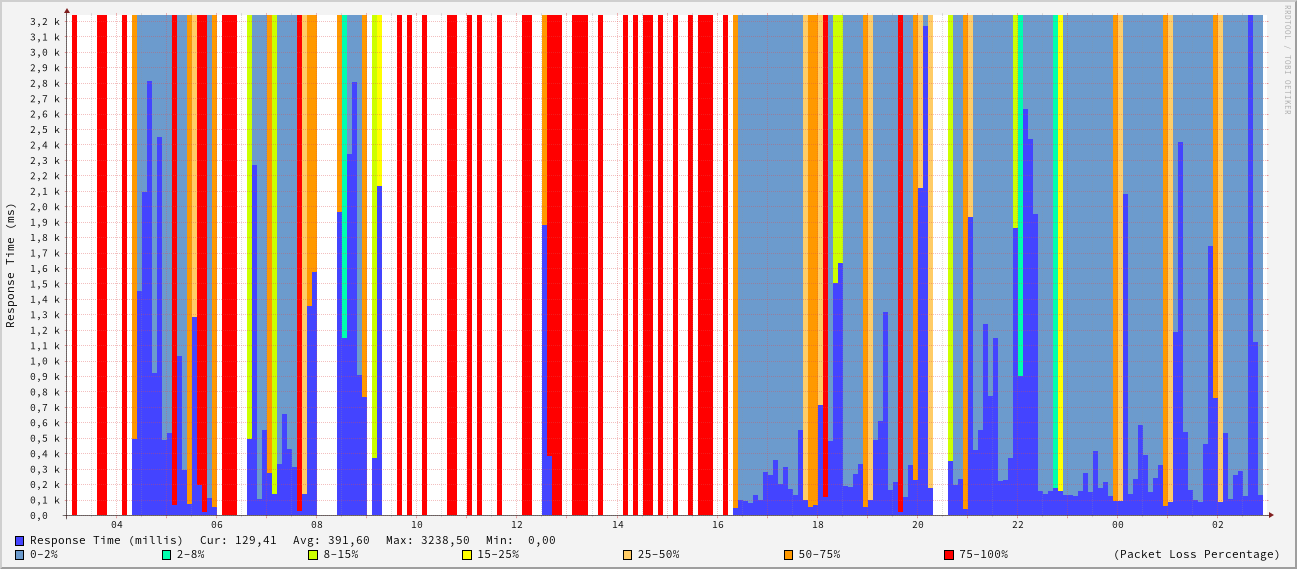 RRDTOOL / TOBI OETIKER
Response Time (ms)
3,2 k
3,1 k
3,0 k
2,9 k
2,8 k
2,7 k
2,6 k
2,5 k
2,4 k
2,3 k
2,2 k
2,1 k
2,0 k
1,9 k
1,8 k
1,7 k
1,6 k
1,5 k
1,4 k
1,3 k
1,2 k
1,1 k
1,0 k
0,9 k
0,8 k
0,7 k
0,6 k
0,5 k
0,4 k
0,3 k
0,2 k
0,1 k
0,0
04 06 08 10 12 14 16 18 20 22 00 02
Response Time (millis) Cur: 129,41 Avg: 391,60 Max: 3238,50 Min: 0,00
0-2% 2-8% 8-15% 15-25% 25-50% 50-75% 75-100% (Packet Loss Percentage)